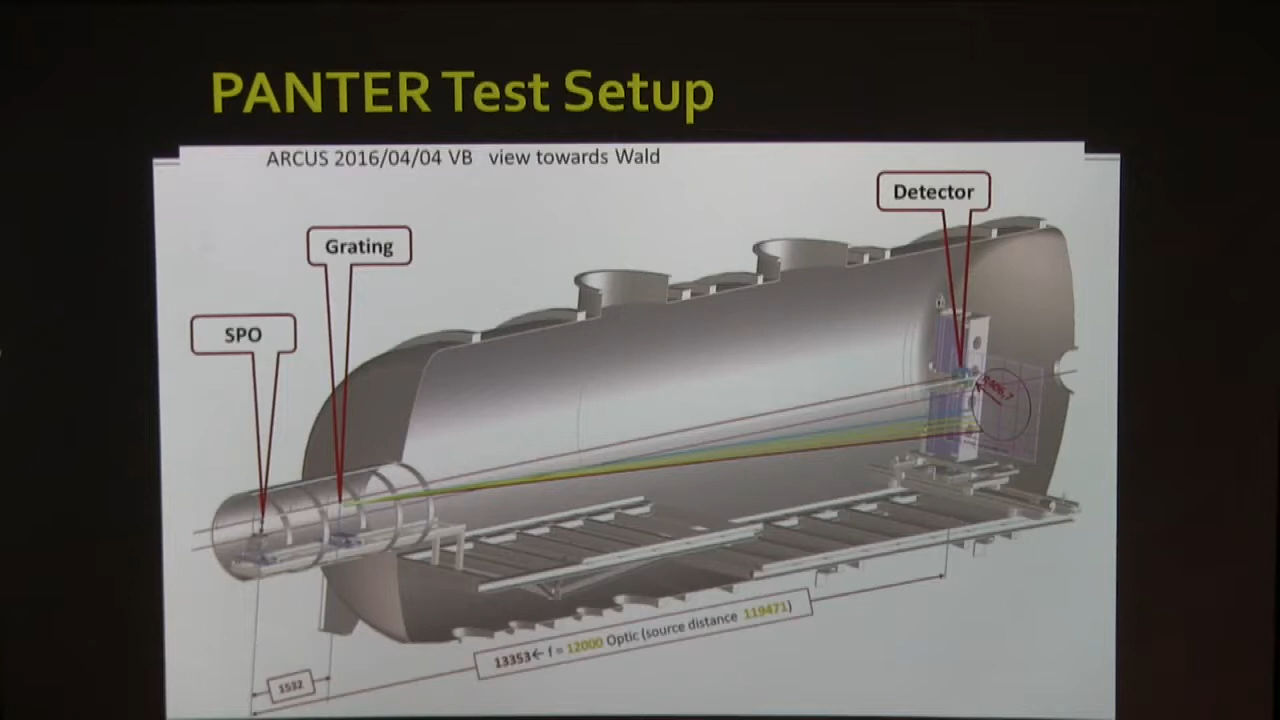 PANTER Test Setup
ARCUS 2016/04/04 VB view towards Wald
Detector
Grating
SPO
13353← f = 12000 Optic (source distance 119471)
1532